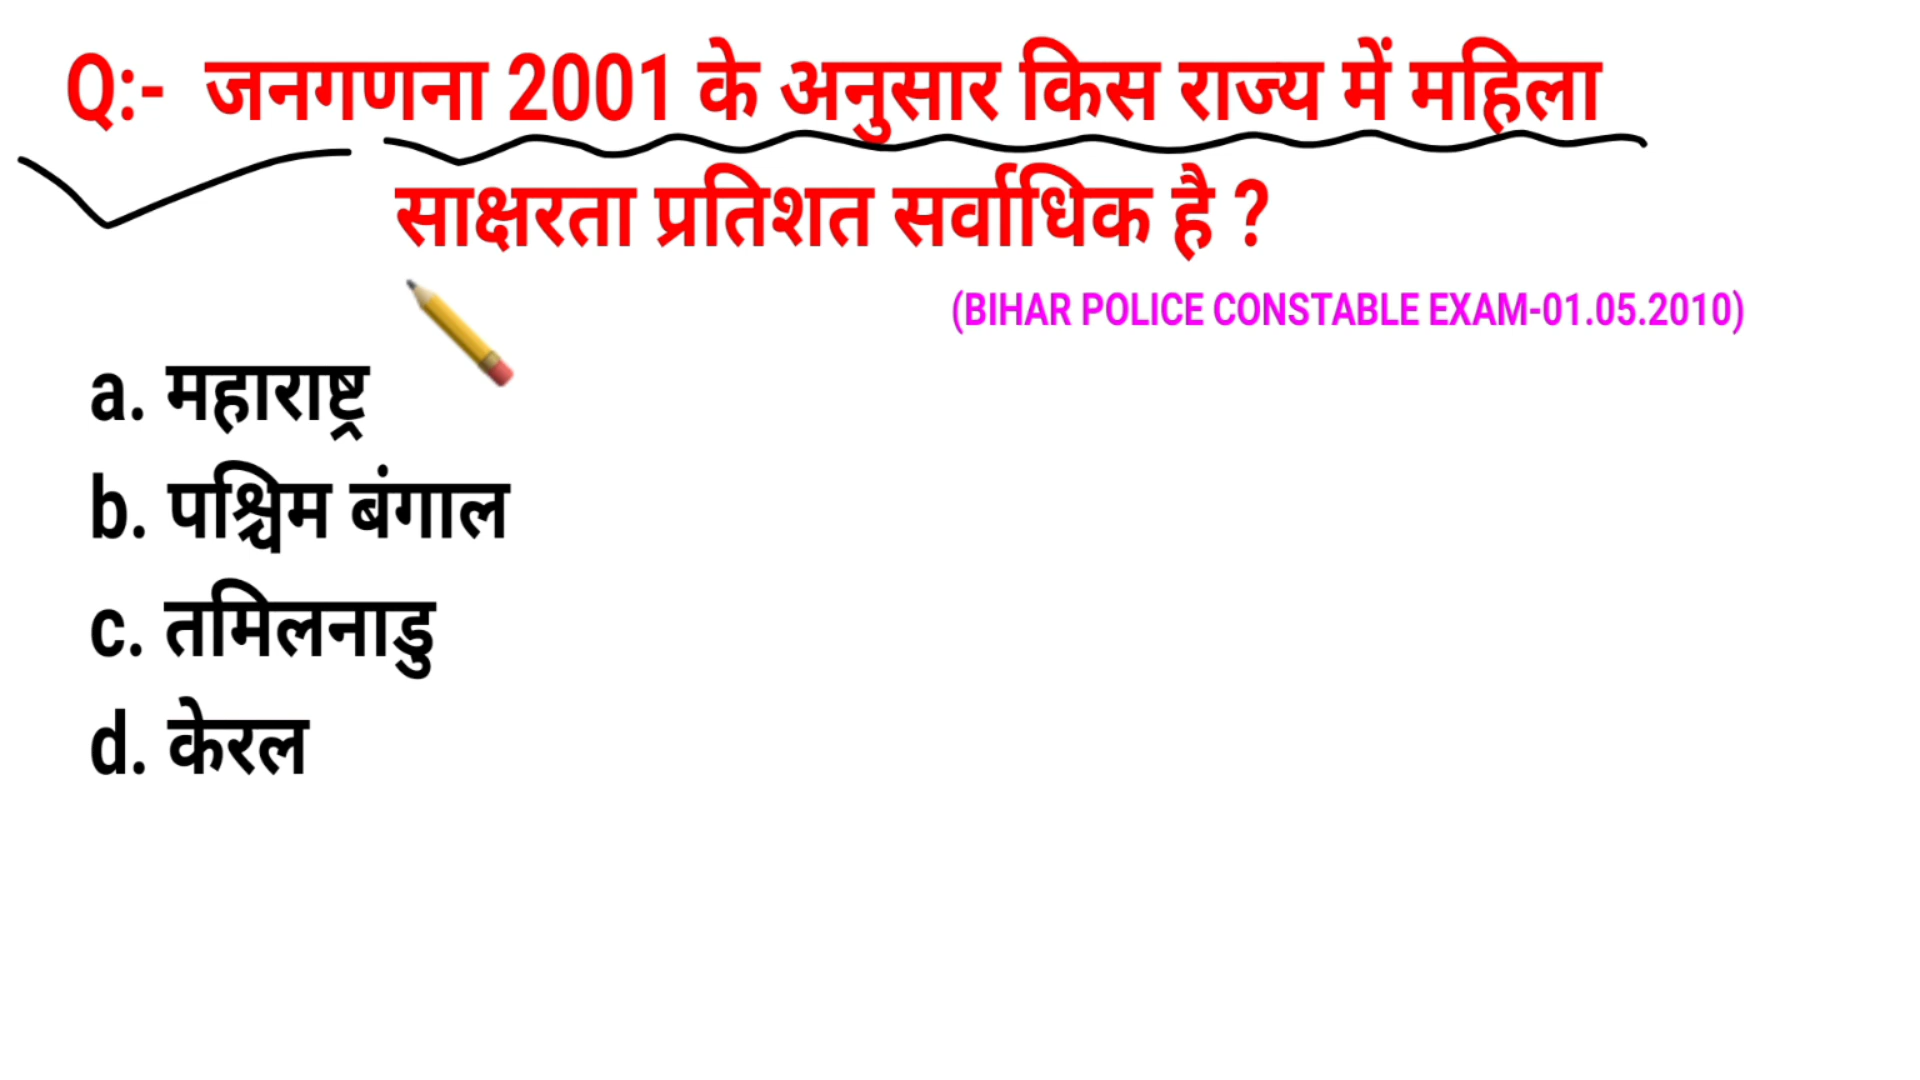 Q:- जनगणना 2001 के अनुसार किस राज्य में महिला
साक्षरता प्रतिशत सर्वाधिक है ?
(BIHAR POLICE CONSTABLE EXAM-01.05.2010)
a. महाराष्ट्र
b. पश्चिम बंगाल
c. तमिलनाडु
d. केरल